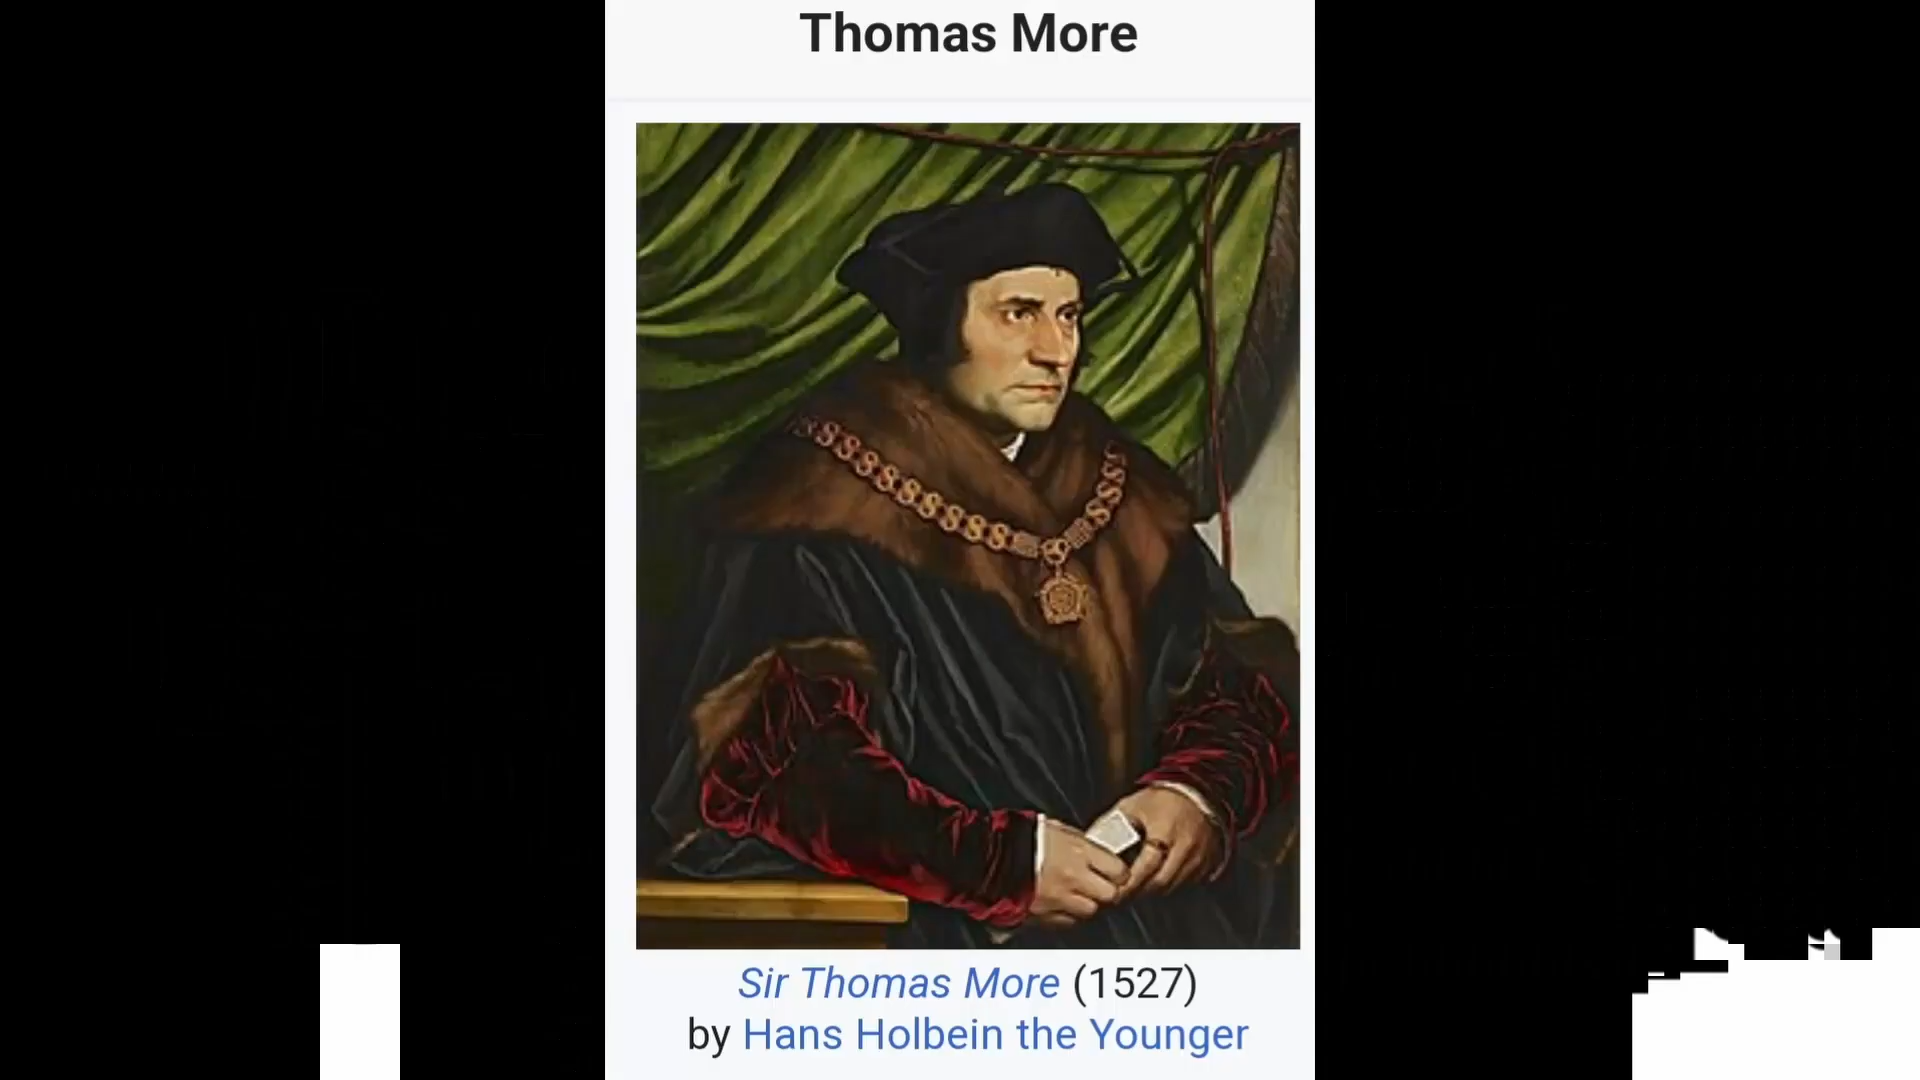 Thomas More
Sir Thomas More (1527)
by Hans Holbein the Younger